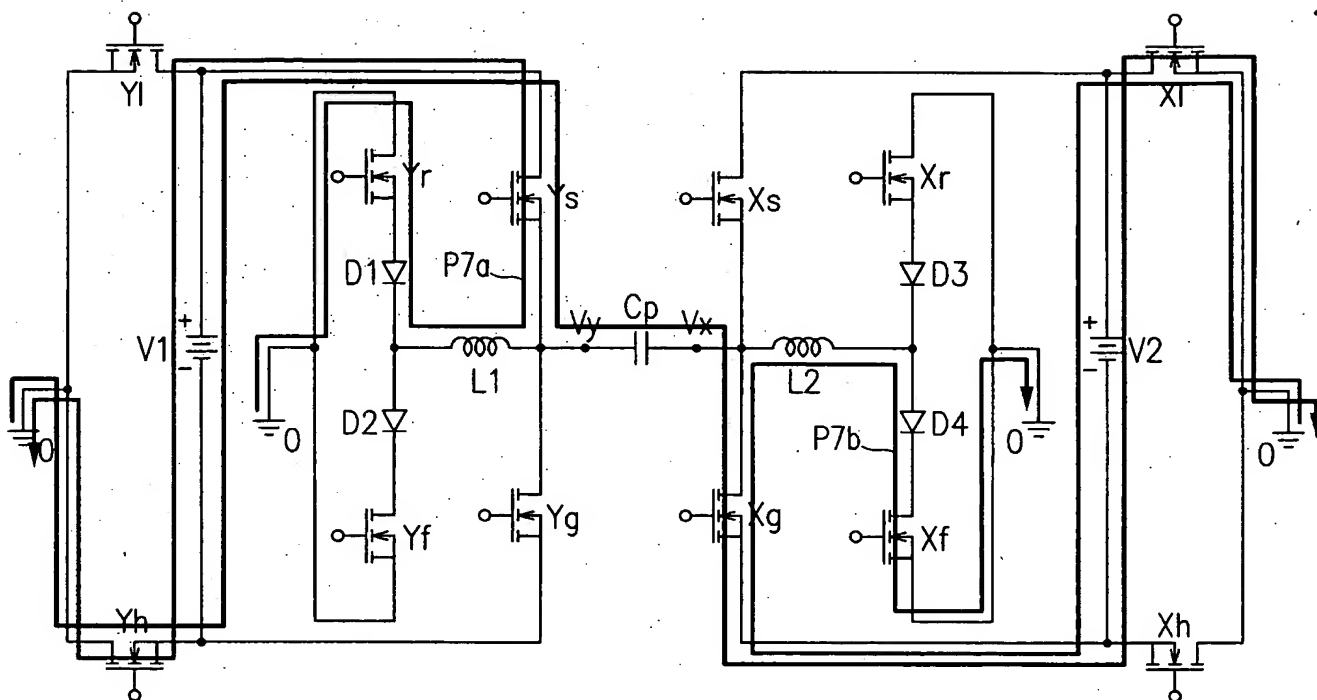 Yl
Xl
Yr
Ys
Xs
Xr
D1
P7a
D3
Cp
+
V1
-
Vy
Vx
+
V2
-
L1
L2
0
0
D2
P7b
D4
0
0
Yf
Yg
Xg
Xf
Yh
Xh